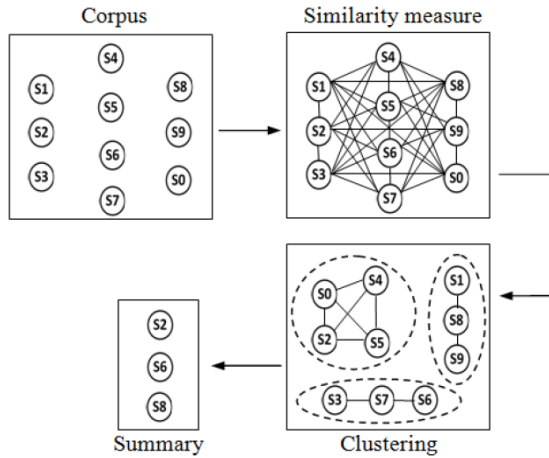 Corpus
S4
S1
S8
S5
S2
S9
S6
S3
S0
S7
Similarity measure
S4
S1
S8
S5
S2
S9
S6
S3
S0
S7
S0
S4
S2
S5
S1
S8
S9
S3 S7 S6
Clustering
S2
S6
S8
Summary